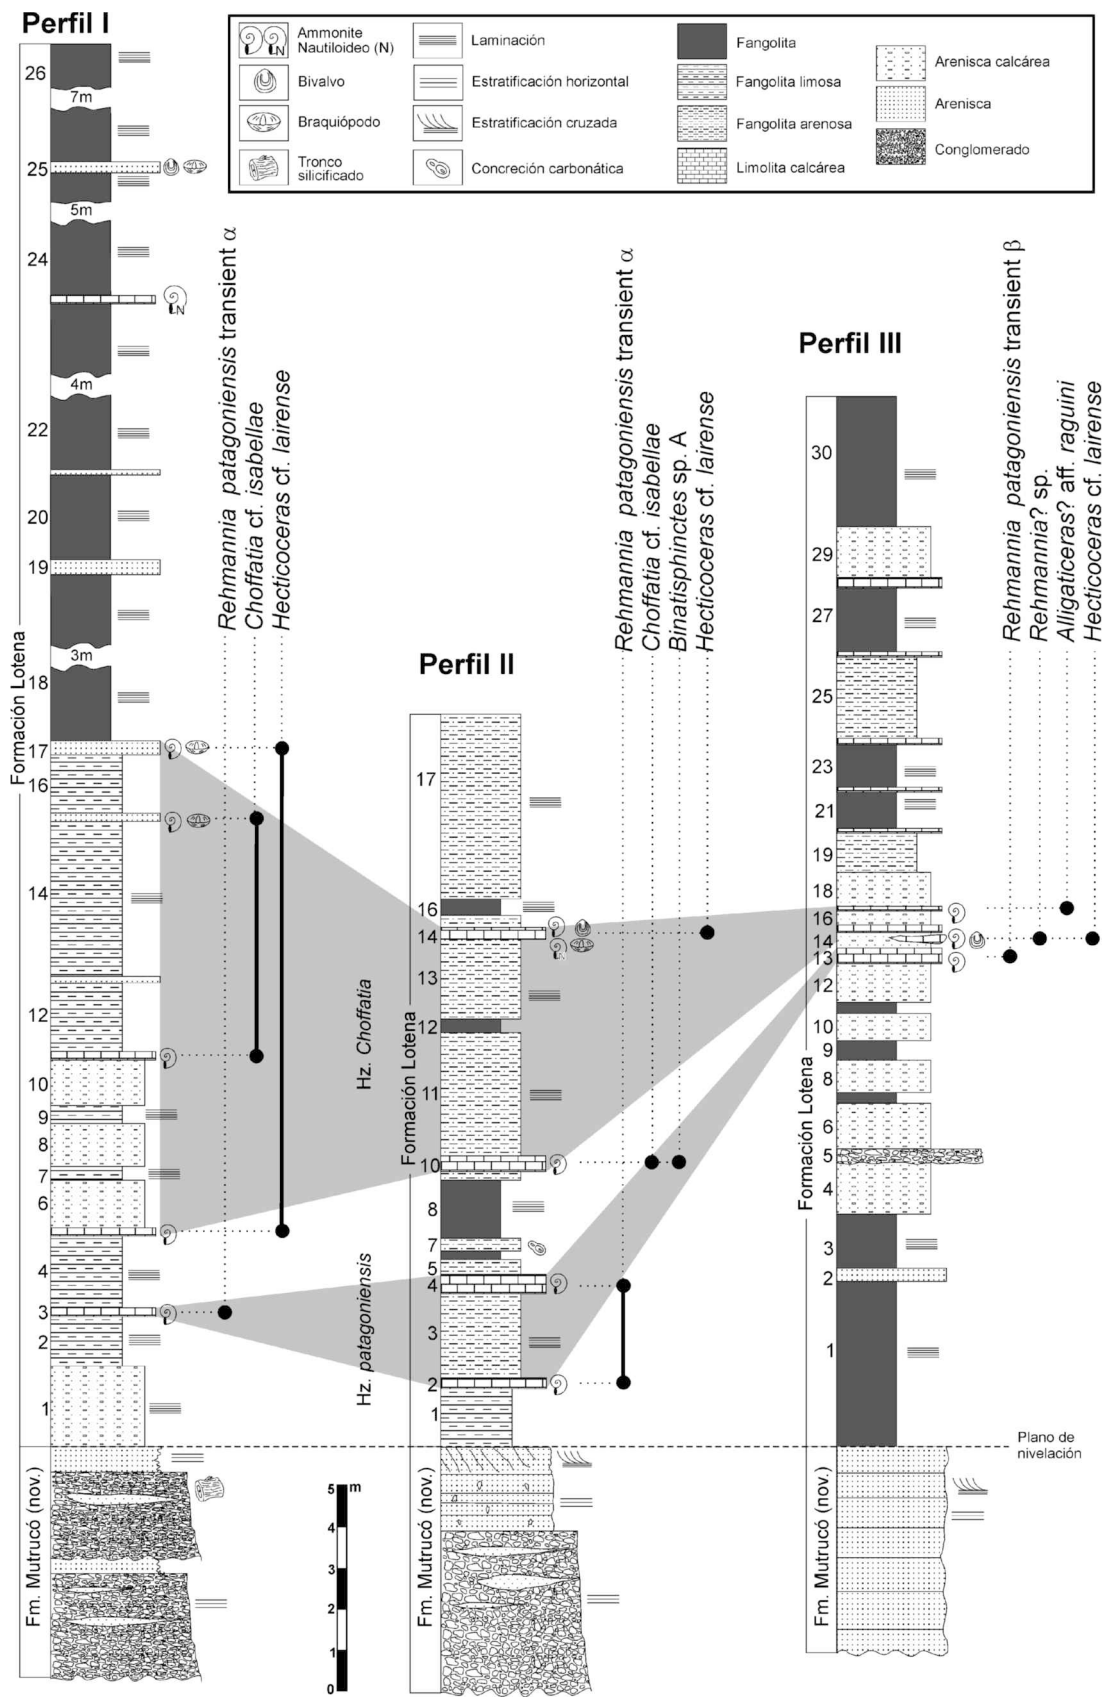 Perfil I
Ammonite
Nautiloideo (N)
N
Bivalvo
Braquiópodo
Tronco
silicificado
Laminación
Estratificación horizontal
Estratificación cruzada
Concreción carbonática
Fangolita
Fangolita limosa
Fangolita arenosa
Limolita calcárea
Arenisca calcárea
Arenisca
Conglomerado
26
7m
25
5m
24
N
4m
22
20
19
3m
18
17
16
14
12
10
9
8
7
6
4
3
2
1
Formación Lotena
Fm. Mutrucó (nov.)
Rehmannia patagoniensis transient α
Choffatia cf. isabellae
Hecticoceras cf. lairense
Perfil II
17
16
14
N
13
12
11
10
8
7
5
4
3
2
1
Formación Lotena
Fm. Mutrucó (nov.)
Hz. Choffatia
Hz. patagoniensis
Rehmannia patagoniensis transient α
Choffatia cf. isabellae
Binatisphinctes sp. A
Hecticoceras cf. lairense
5 m
4
3
2
1
0
Perfil III
30
29
27
25
23
21
19
18
16
14
13
12
10
9
8
6
5
4
3
2
1
Formación Lotena
Fm. Mutrucó (nov.)
Rehmannia patagoniensis transient β
Rehmannia? sp.
Alligaticeras? aff. raguini
Hecticoceras cf. lairense
Plano de
nivelación